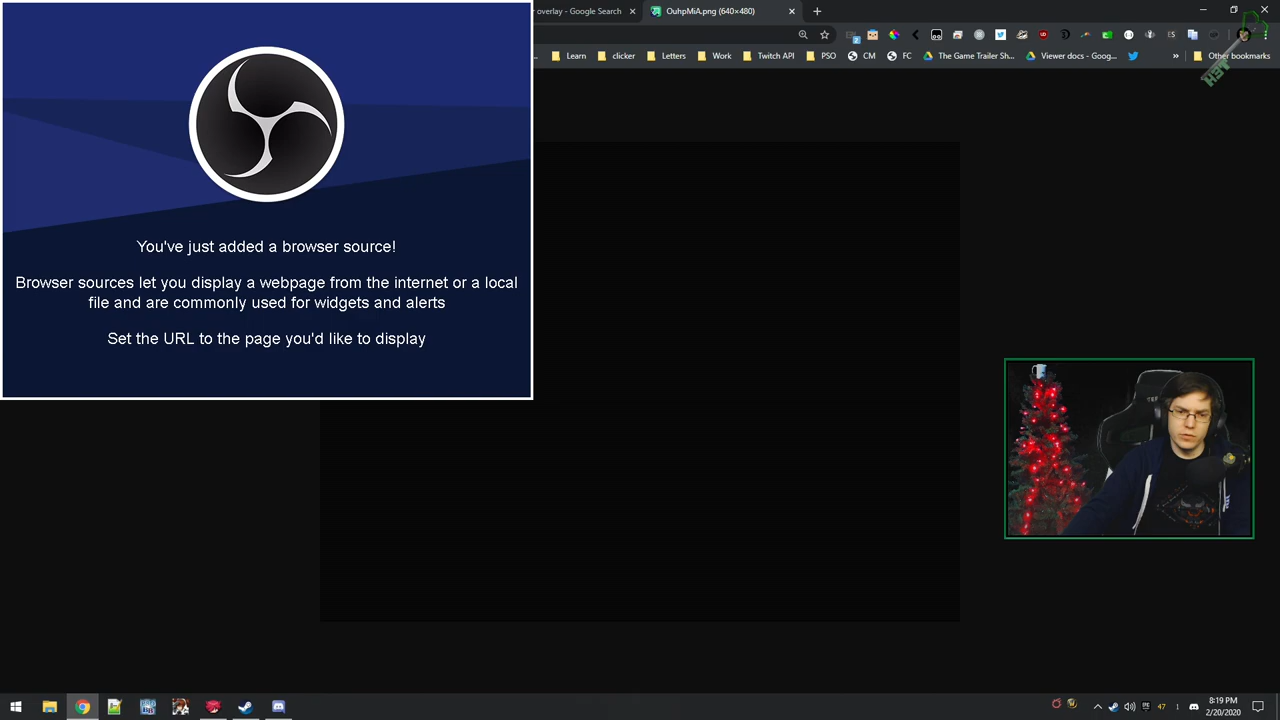 r overlay - Google Search
OuhpMiA.png (640×480)
Learn
clicker
Letters
Work
Twitch API
PSO
CM
FC
The Game Trailer Sh...
Viewer docs - Goog...
»
Other bookmarks
You've just added a browser source!
Browser sources let you display a webpage from the internet or a local
file and are commonly used for widgets and alerts
Set the URL to the page you'd like to display
47
1
8:19 PM
2/20/2020